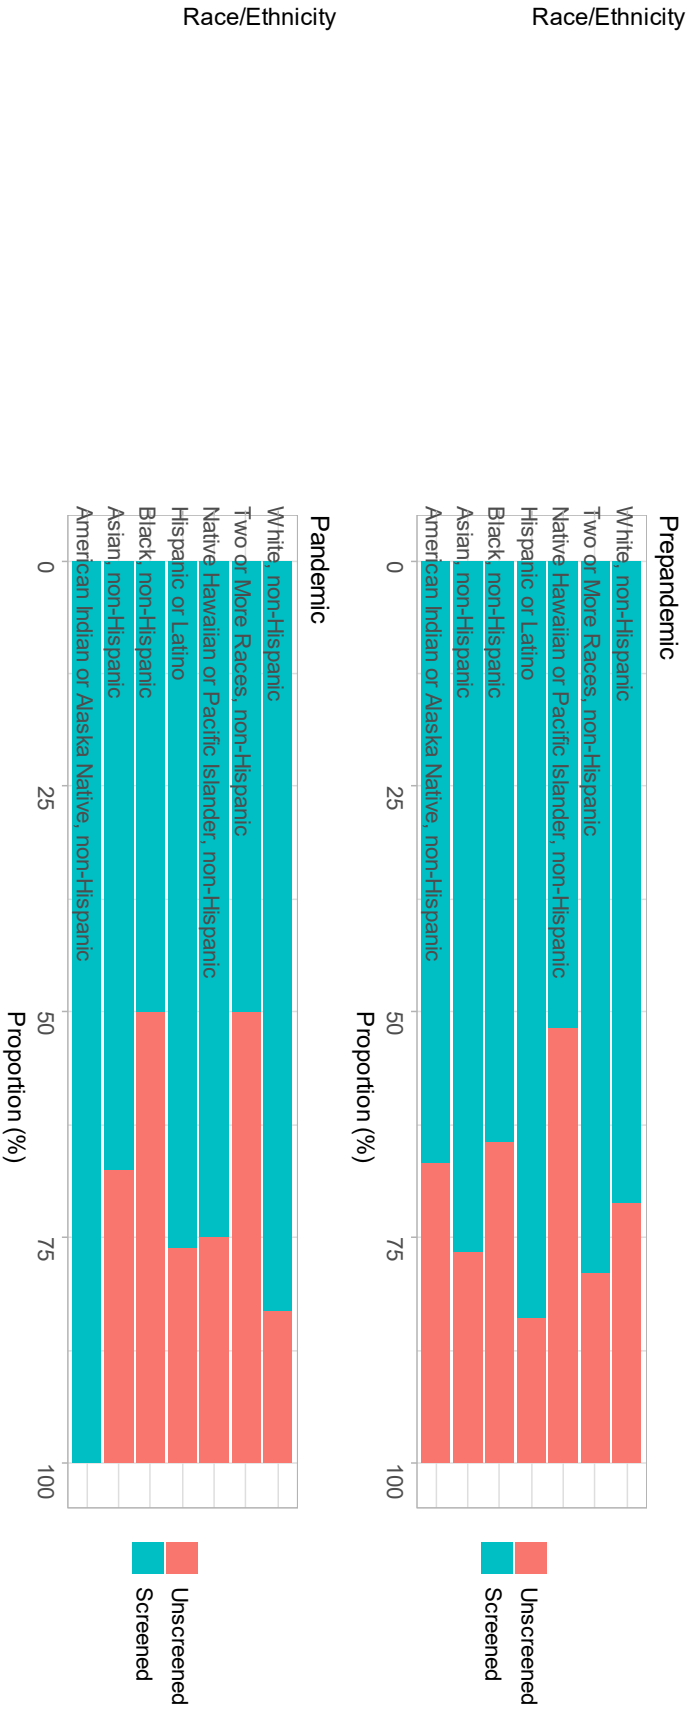 Race/Ethnicity
Prepandemic
White, non-Hispanic
Two or More Races, non-Hispanic
Native Hawaiian or Pacific Islander, non-Hispanic
Hispanic or Latino
Black, non-Hispanic
Asian, non-Hispanic
American Indian or Alaska Native, non-Hispanic
0 25 50 75 100
Proportion (%)
Unscreened
Screened
Race/Ethnicity
Pandemic
White, non-Hispanic
Two or More Races, non-Hispanic
Native Hawaiian or Pacific Islander, non-Hispanic
Hispanic or Latino
Black, non-Hispanic
Asian, non-Hispanic
American Indian or Alaska Native, non-Hispanic
0 25 50 75 100
Proportion (%)
Unscreened
Screened